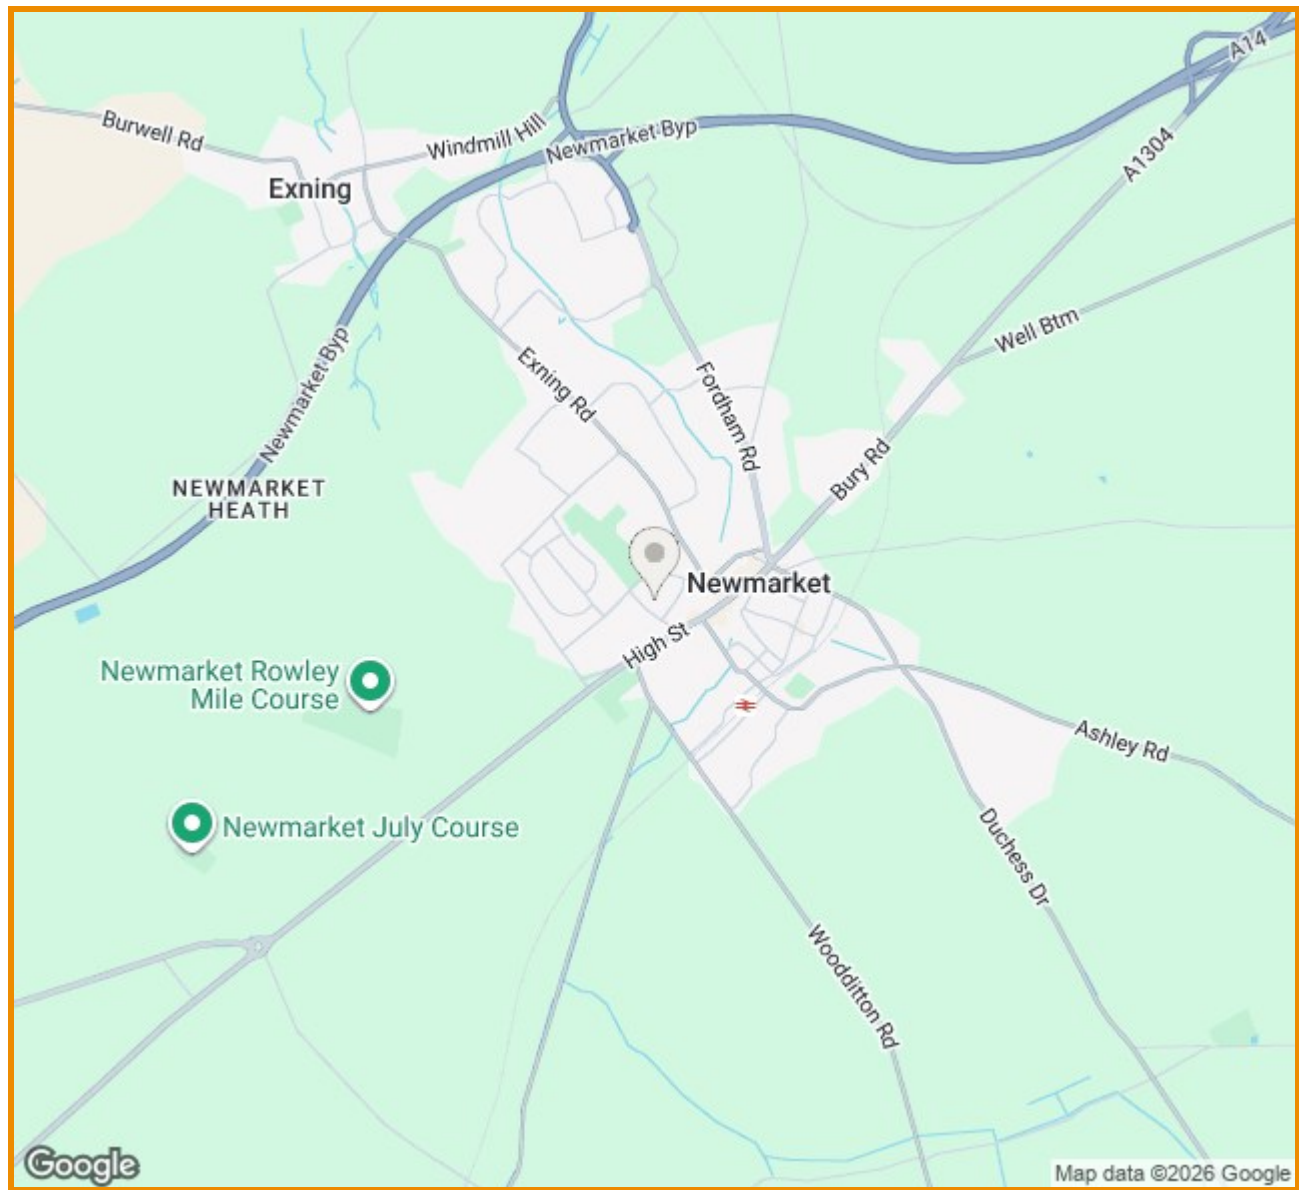 A14
Burwell Rd
Windmill Hill
Newmarket Byp
A1304
Exning
Well Btm
Newmarket Byp
Exning Rd
Fordham Rd
Bury Rd
NEWMARKET
HEATH
Newmarket
High St
Newmarket Rowley
Mile Course
Ashley Rd
Newmarket July Course
Duchess Dr
Woodditton Rd
Google
Map data ©2026 Google